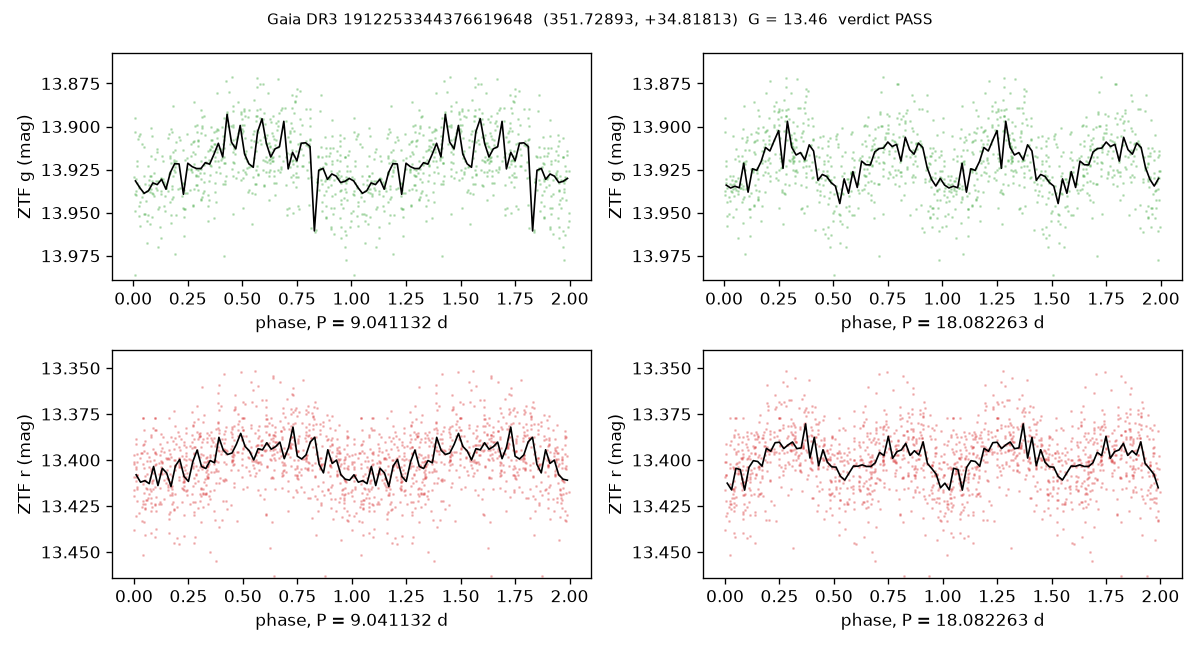 Gaia DR3 1912253344376619648 (351.72893, +34.81813) G = 13.46 verdict PASS
ZTF g (mag)
13.875
13.900
13.925
13.950
13.975
0.00 0.25 0.50 0.75 1.00 1.25 1.50 1.75 2.00
phase, P = 9.041132 d
ZTF g (mag)
13.875
13.900
13.925
13.950
13.975
0.00 0.25 0.50 0.75 1.00 1.25 1.50 1.75 2.00
phase, P = 18.082263 d
ZTF r (mag)
13.350
13.375
13.400
13.425
13.450
0.00 0.25 0.50 0.75 1.00 1.25 1.50 1.75 2.00
phase, P = 9.041132 d
ZTF r (mag)
13.350
13.375
13.400
13.425
13.450
0.00 0.25 0.50 0.75 1.00 1.25 1.50 1.75 2.00
phase, P = 18.082263 d